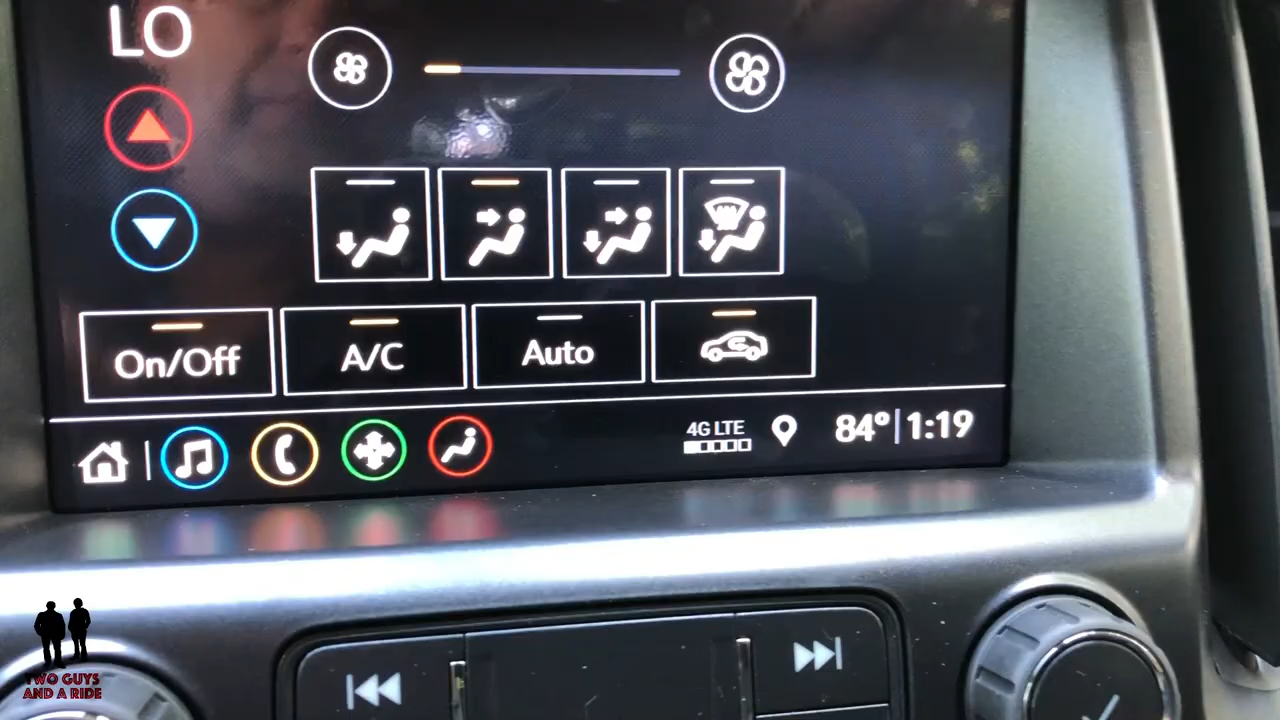 LO
On/Off
A/C
Auto
4G LTE
84° 1:19
TWO GUYS
AND A RIDE